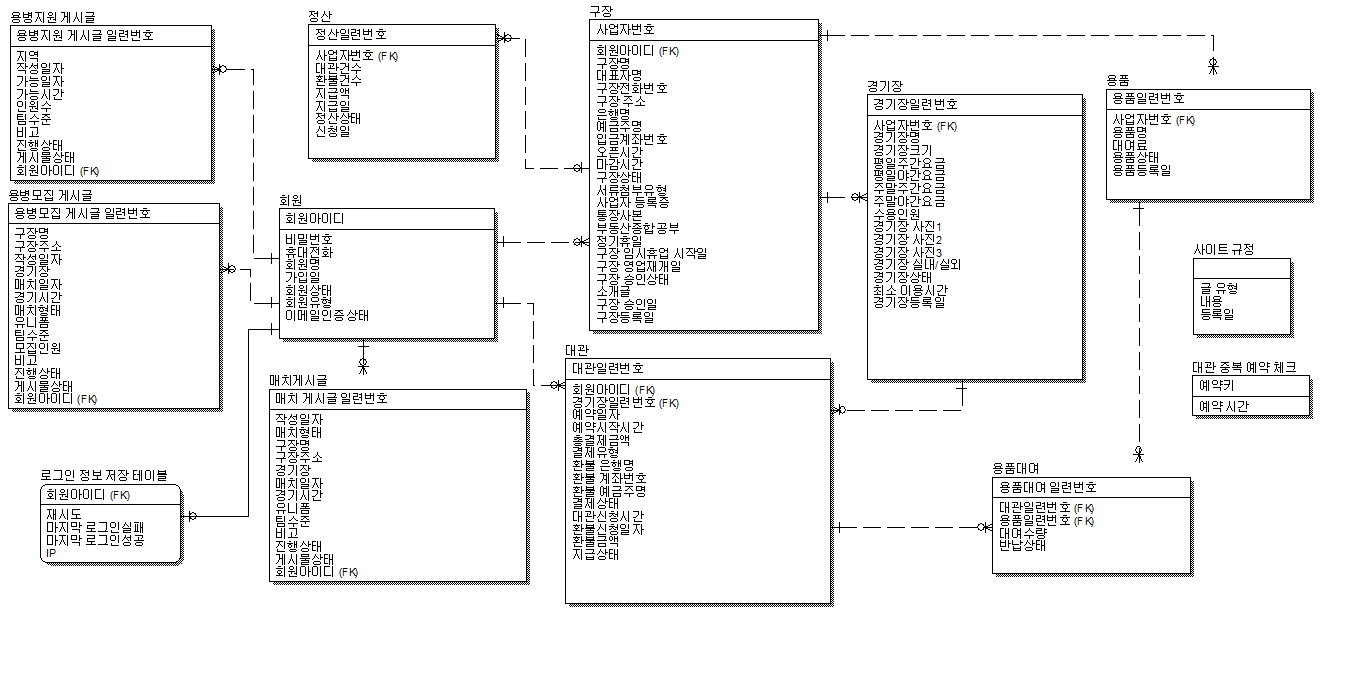 용병지원 게시글
용병지원 게시글 일련번호
지역
작성일자
가능일자
가능시간
인원수
팀수준
비고
진행상태
게시물상태
회원아이디 (FK)
용병모집 게시글
용병모집 게시글 일련번호
구장명
구장주소
작성일자
경기장
매치일자
경기시간
매치형태
유니폼
팀수준
모집인원
비고
진행상태
게시물상태
회원아이디 (FK)
로그인 정보 저장 테이블
회원아이디 (FK)
재시도
마지막 로그인실패
마지막 로그인성공
IP
정산
정산일련번호
사업자번호 (FK)
대관건수
환불건수
지급액
지급일
정산상태
신청일
회원
회원아이디
비밀번호
휴대전화
회원명
가입일
회원상태
회원유형
이메일인증상태
매치게시글
매치 게시글 일련번호
작성일자
매치형태
구장명
구장주소
경기장
매치일자
경기시간
유니폼
팀수준
비고
진행상태
게시물상태
회원아이디 (FK)
구장
사업자번호
회원아이디 (FK)
구장명
대표자명
구장전화번호
구장 주소
은행명
예금주명
입금계좌번호
오픈시간
마감시간
구장상태
서류첨부유형
사업자 등록증
통장사본
부동산종합공부
정기휴일
구장 임시휴업 시작일
구장 영업재개일
구장 승인상태
소개글
구장 승인일
구장등록일
대관
대관일련번호
회원아이디 (FK)
경기장일련번호 (FK)
예약일자
예약시작시간
총결제금액
결제유형
환불 은행명
환불 계좌번호
환불 예금주명
결제상태
대관신청시간
환불신청일자
환불금액
지급상태
경기장
경기장일련번호
사업자번호 (FK)
경기장명
경기장크기
평일주간요금
평일야간요금
주말주간요금
주말야간요금
수용인원
경기장 사진1
경기장 사진2
경기장 사진3
경기장 실내/실외
경기장상태
최소 이용시간
경기장등록일
용품
용품일련번호
사업자번호 (FK)
용품명
대여료
용품상태
용품등록일
사이트 규정
글 유형
내용
등록일
대관 중복 예약 체크
예약키
예약시간
용품대여
용품대여 일련번호
대관일련번호 (FK)
용품일련번호 (FK)
대여수량
반납상태